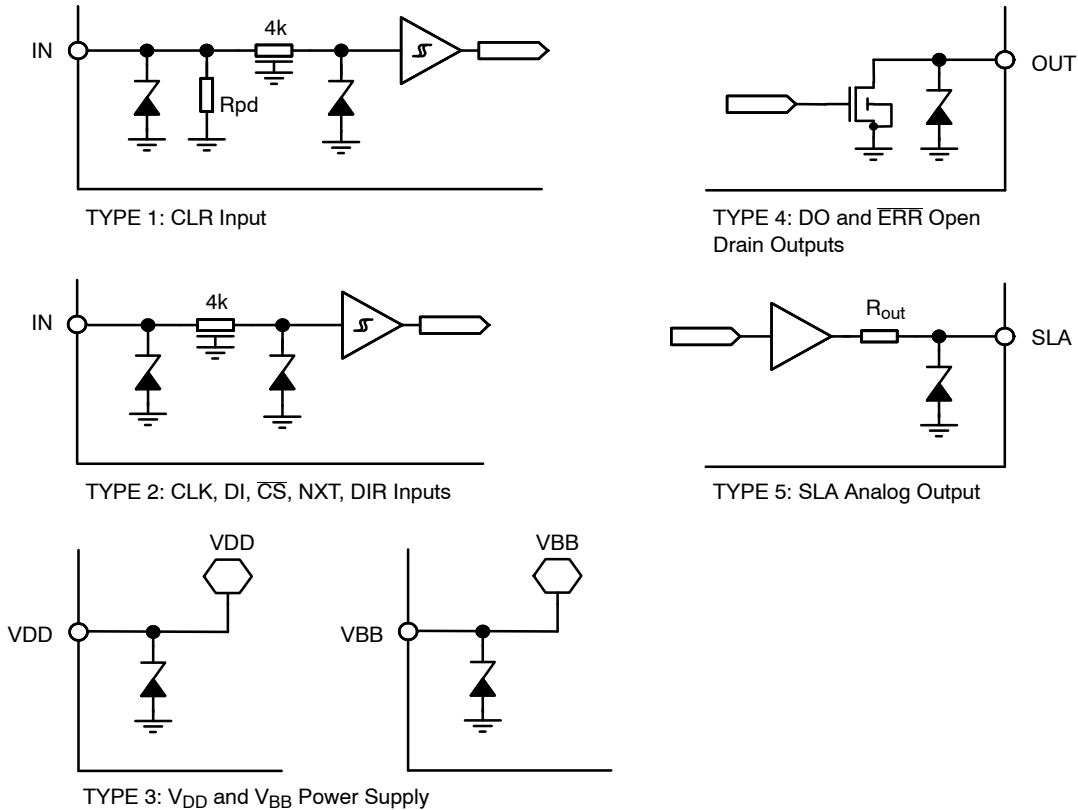 4k
IN
Rpd
TYPE 1: CLR Input
OUT
TYPE 4: DO and ERR Open
Drain Outputs
4k
IN
TYPE 2: CLK, DI, CS, NXT, DIR Inputs
Rout
SLA
TYPE 5: SLA Analog Output
VDD
VDD
VBB
VBB
TYPE 3: VDD and VBB Power Supply